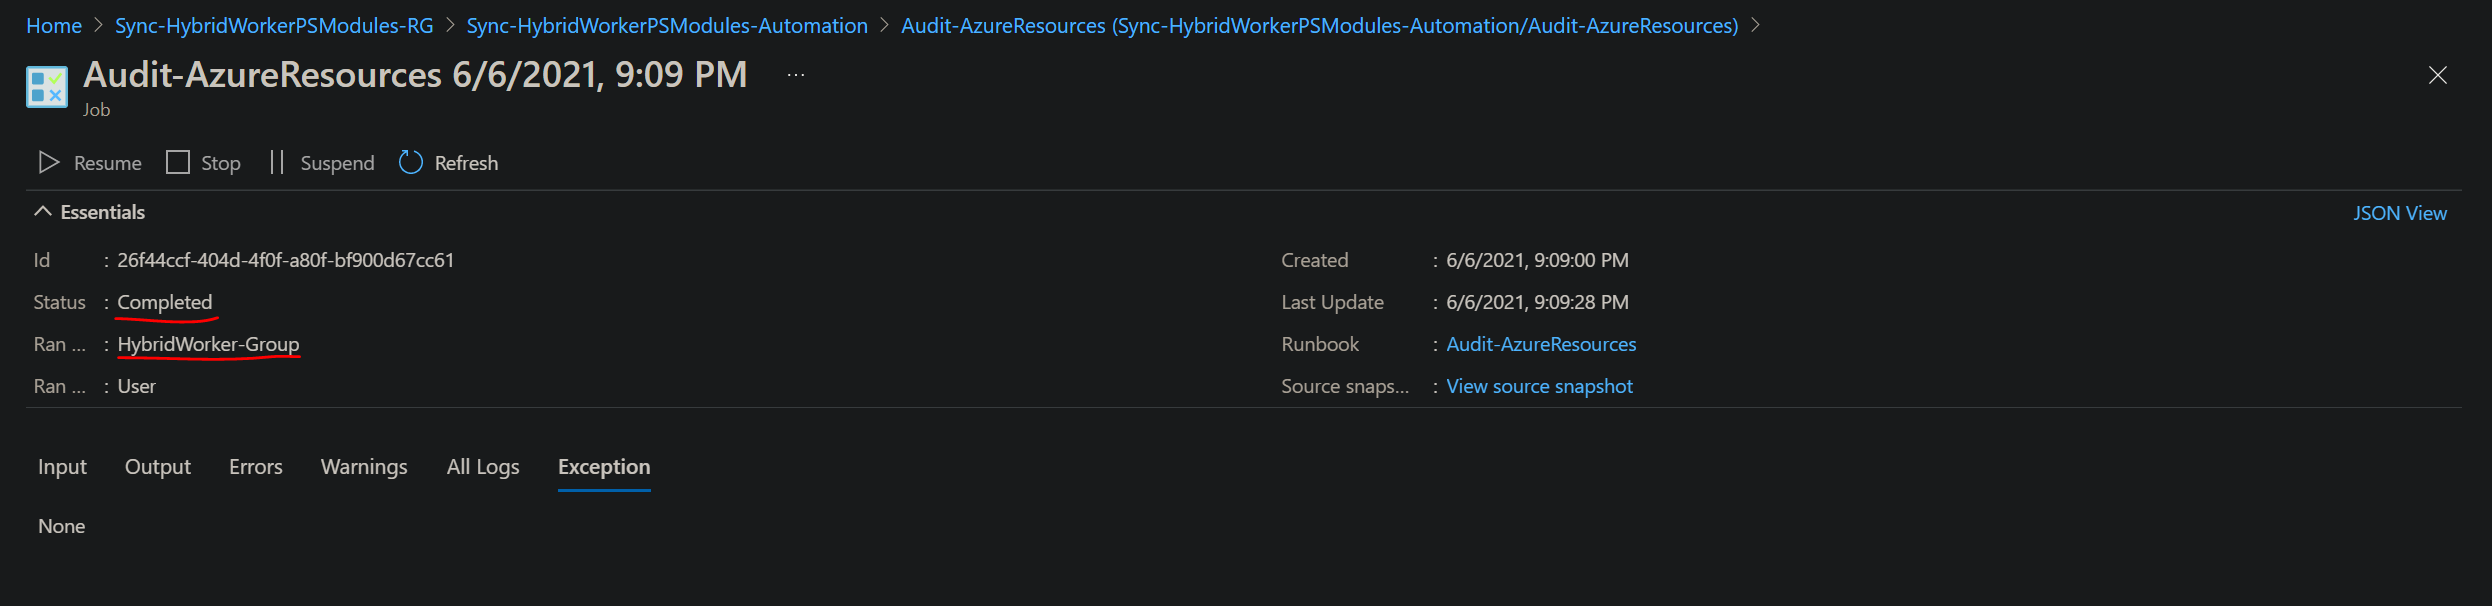 Home > Sync-HybridWorkerPSModules-RG > Sync-HybridWorkerPSModules-Automation > Audit-AzureResources (Sync-HybridWorkerPSModules-Automation/Audit-AzureResources) >
Audit-AzureResources 6/6/2021, 9:09 PM ...
Job
Resume Stop Suspend Refresh
Essentials JSON View
Id : 26f44ccf-404d-4f0f-a80f-bf900d67cc61 Created : 6/6/2021, 9:09:00 PM
Status : Completed Last Update : 6/6/2021, 9:09:28 PM
Ran ... : HybridWorker-Group Runbook : Audit-AzureResources
Ran ... : User Source snaps... : View source snapshot
Input Output Errors Warnings All Logs Exception
None